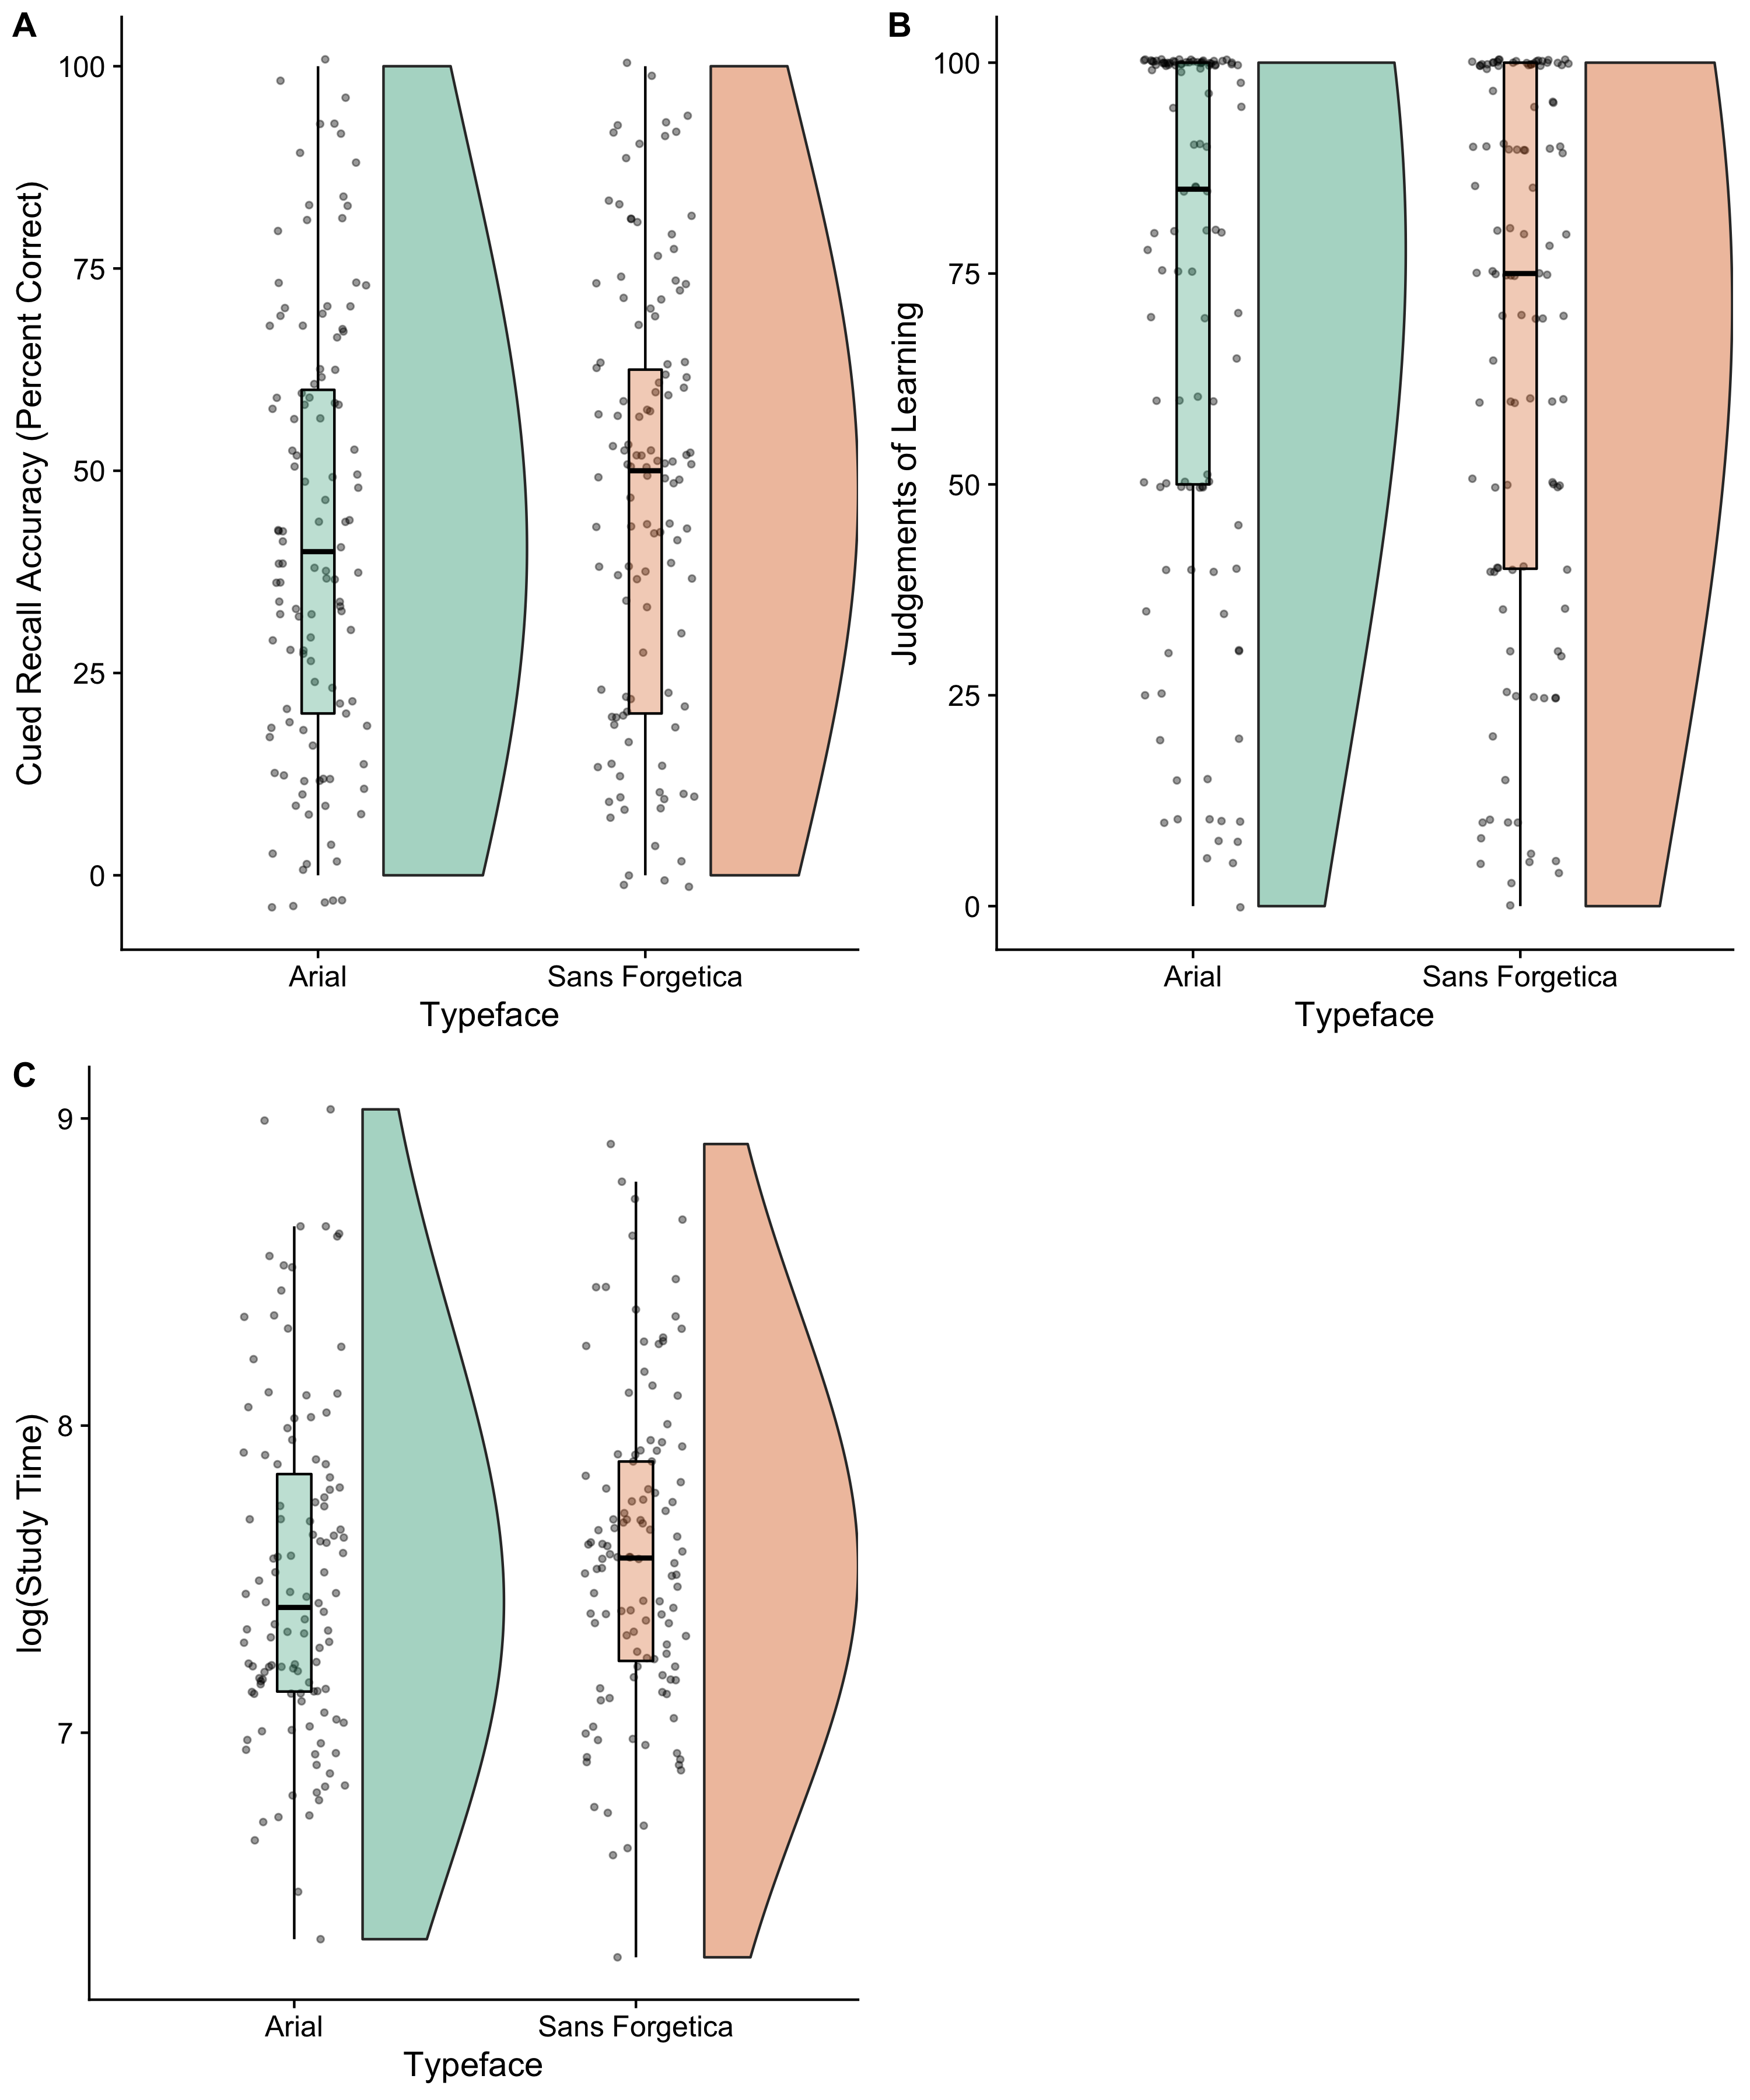 A
Cued Recall Accuracy (Percent Correct)
100
75
50
25
0
Arial
Sans Forgetica
Typeface
B
Judgements of Learning
100
75
50
25
0
Arial
Sans Forgetica
Typeface
C
log(Study Time)
9
8
7
Arial
Sans Forgetica
Typeface